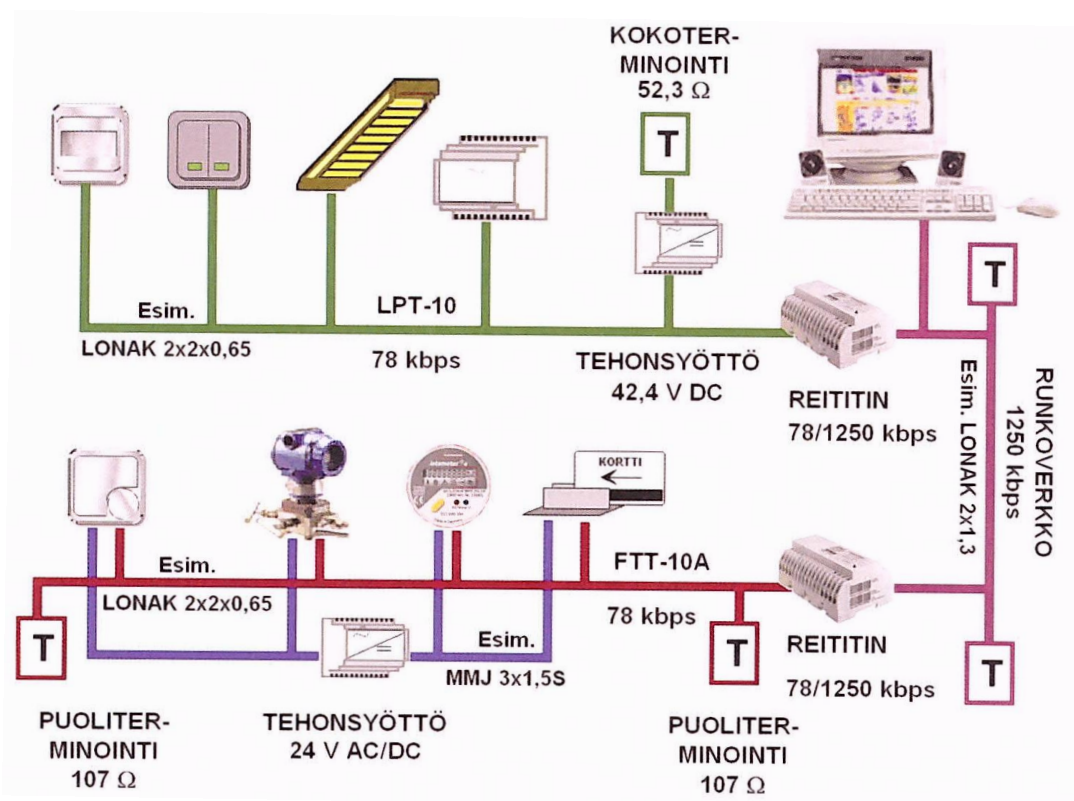 KOKOTER-
MINOINTI
52,3 Ω
T
T
Esim.
LPT-10
LONAK 2x2x0,65
78 kbps
TEHONSYÖTTÖ
42,4 V DC
REITITIN
78/1250 kbps
Esim. LONAK 2x1,3
RUNKOVERKKO
1250 kbps
KORTTI
Esim.
FTT-10A
LONAK 2x2x0,65
78 kbps
T
Esim.
MMJ 3x1,5S
T
REITITIN
78/1250 kbps
T
PUOLITER-
MINOINTI
107 Ω
TEHONSYÖTTÖ
24 V AC/DC
PUOLITER-
MINOINTI
107 Ω